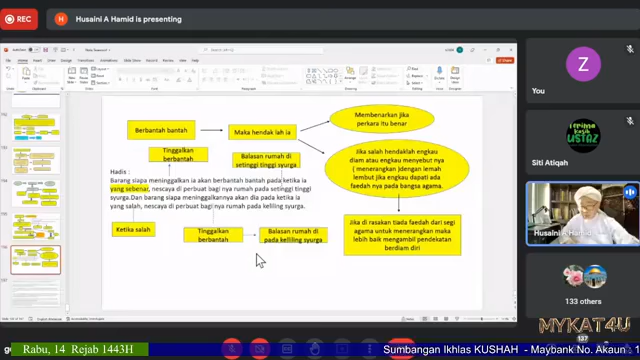 REC
H
Husaini A Hamid is presenting
Berbantah bantah
Maka hendak lah ia
Membenarkan jika
perkara itu benar
Tinggalkan
berbantah
Balasan rumah di
setinggi tinggi syurga
Jika salah hendaklah engkau
diam atau engkau menyebut nya
( menerangkan )dengan lemah
lembut jika engkau dapati ada
faedah nya pada bangsa agama.
Hadis :
Barang siapa meninggalkan ia akan berbantah bantah pada ketika ia
yang sebenar, nescaya di perbuat bagi nya rumah pada setinggi tinggi
syurga.Dan barang siapa meninggalkannya akan dia pada ketika ia
yang salah, nescaya di perbuat bagi nya rumah pada keliling syurga.
Ketika salah
Tinggalkan
berbantah
Balasan rumah di
pada keliling syurga
Jika di rasakan tiada faedah dari segi
agama untuk menerangkan maka
lebih baik mengambil pendekatan
berdiam diri
Z
You
terima
kasih
USTAZ
Siti Atiqah
Husaini A Hamid
133 others
MYKAT4U
137
Rabu, 14 Rejab 1443H
Sumbangan Ikhlas KUSHAH - Maybank No. Akaun : 1